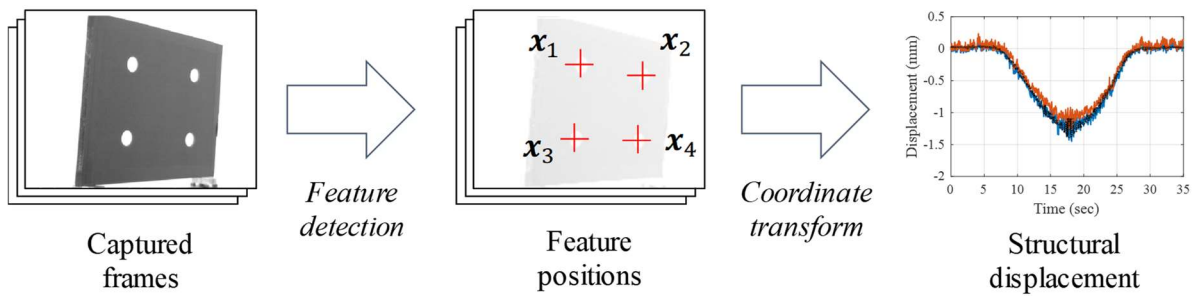 x₁
x₂
x₃
x₄
Feature
detection
Coordinate
transform
Captured
frames
Feature
positions
0.5
0
-0.5
-1
-1.5
-2
Displacement (mm)
0 5 10 15 20 25 30 35
Time (sec)
Structural
displacement